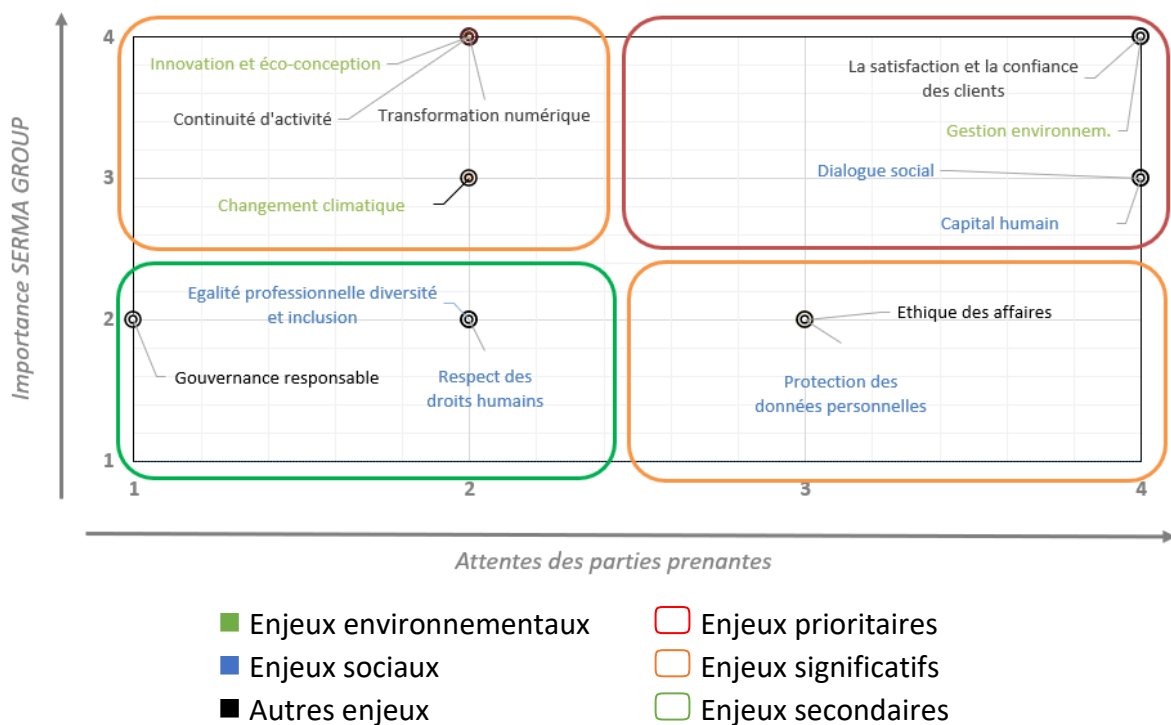 Importance SERMA GROUP
4
3
2
1
Innovation et éco-conception
Continuité d'activité
Transformation numérique
Changement climatique
La satisfaction et la confiance
des clients
Gestion environnem.
Dialogue social
Capital humain
Egalité professionnelle diversité
et inclusion
Gouvernance responsable
Respect des
droits humains
Ethique des affaires
Protection des
données personnelles
1
2
3
4
Attentes des parties prenantes
Enjeux environnementaux
Enjeux sociaux
Autres enjeux
Enjeux prioritaires
Enjeux significatifs
Enjeux secondaires